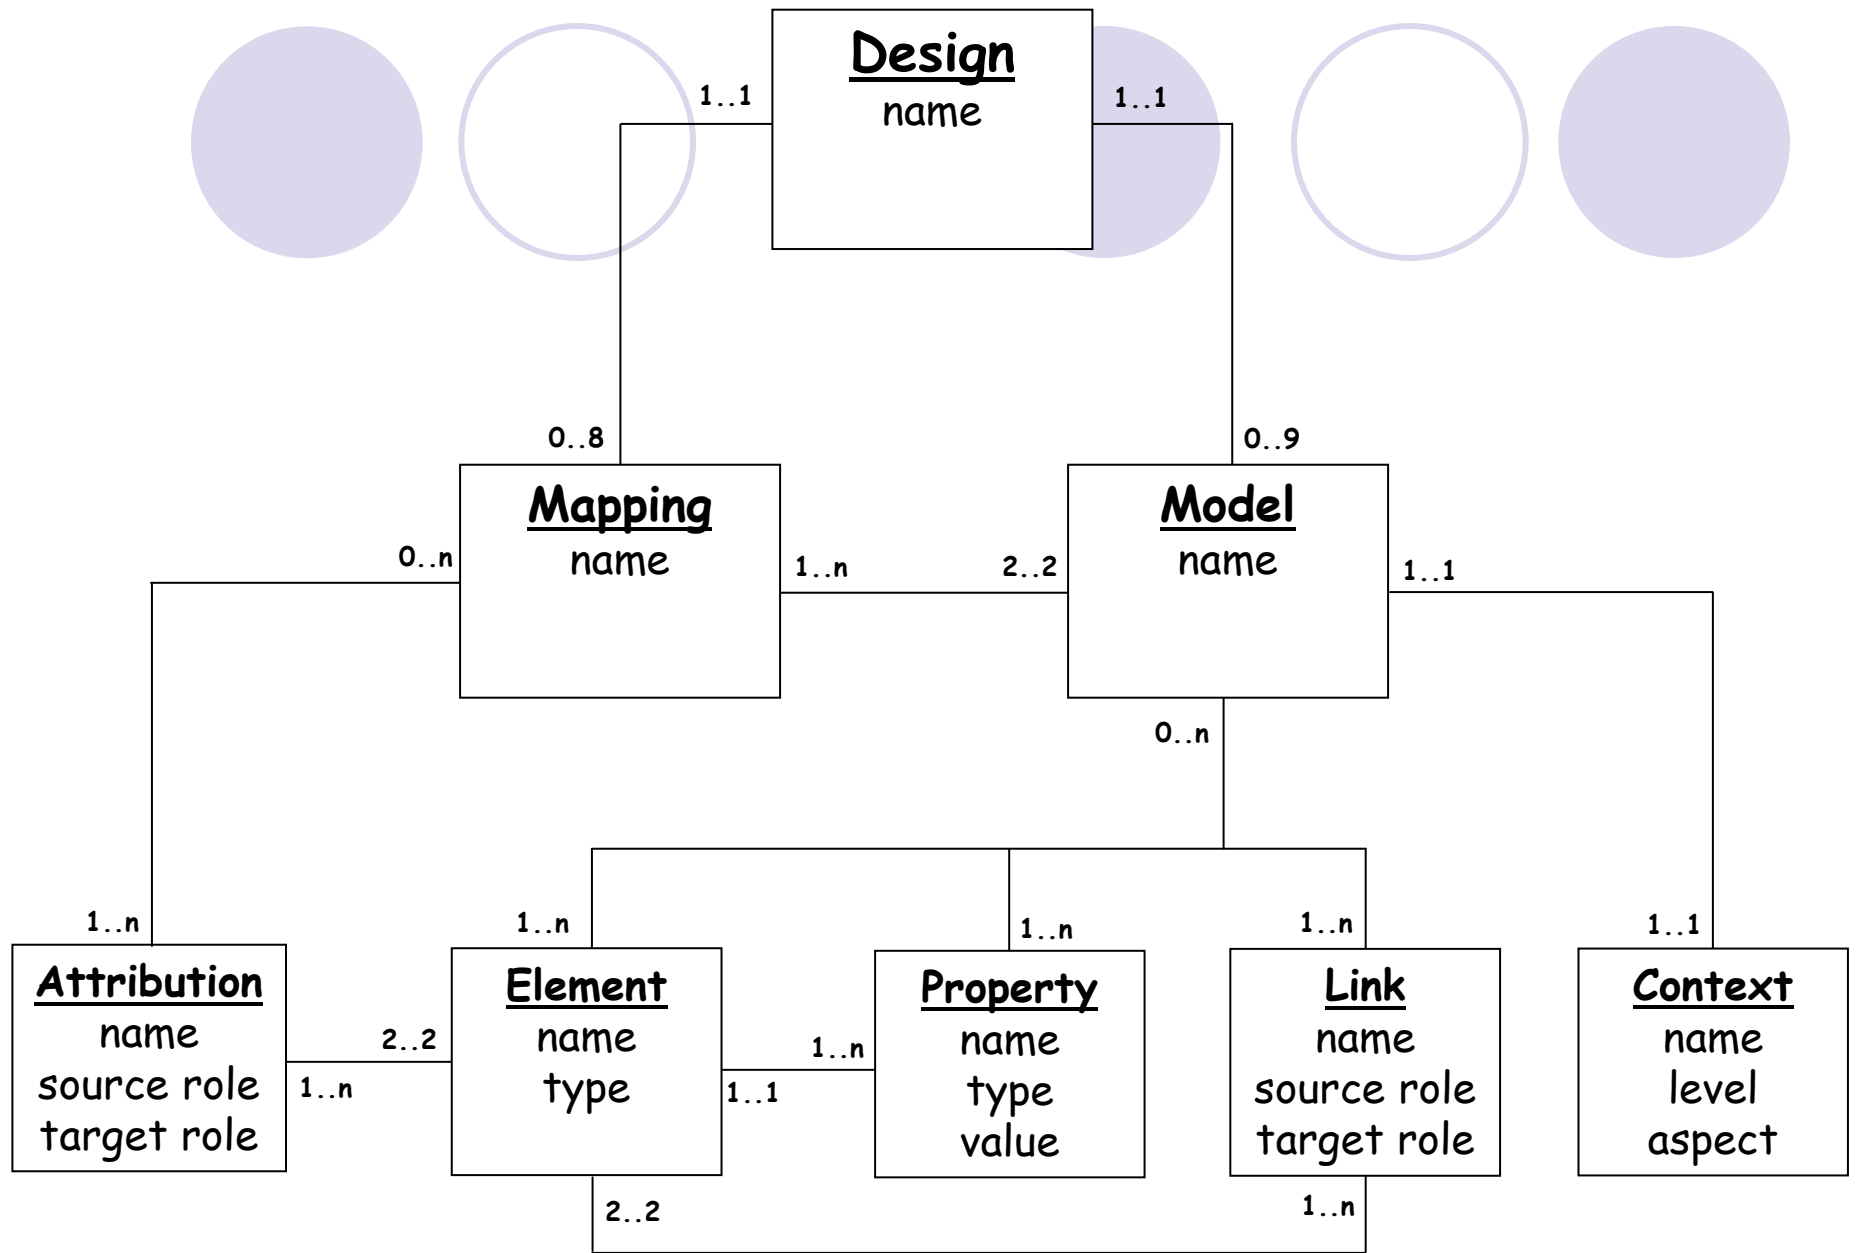 Design
name
1..1
1..1
0..8
0..9
Mapping
name
Model
name
0..n
1..n
2..2
1..1
0..n
1..n
1..n
1..n
1..n
1..1
Attribution
name
source role
target role
Element
name
type
Property
name
type
value
Link
name
source role
target role
Context
name
level
aspect
2..2
1..n
1..n
1..1
2..2
1..n